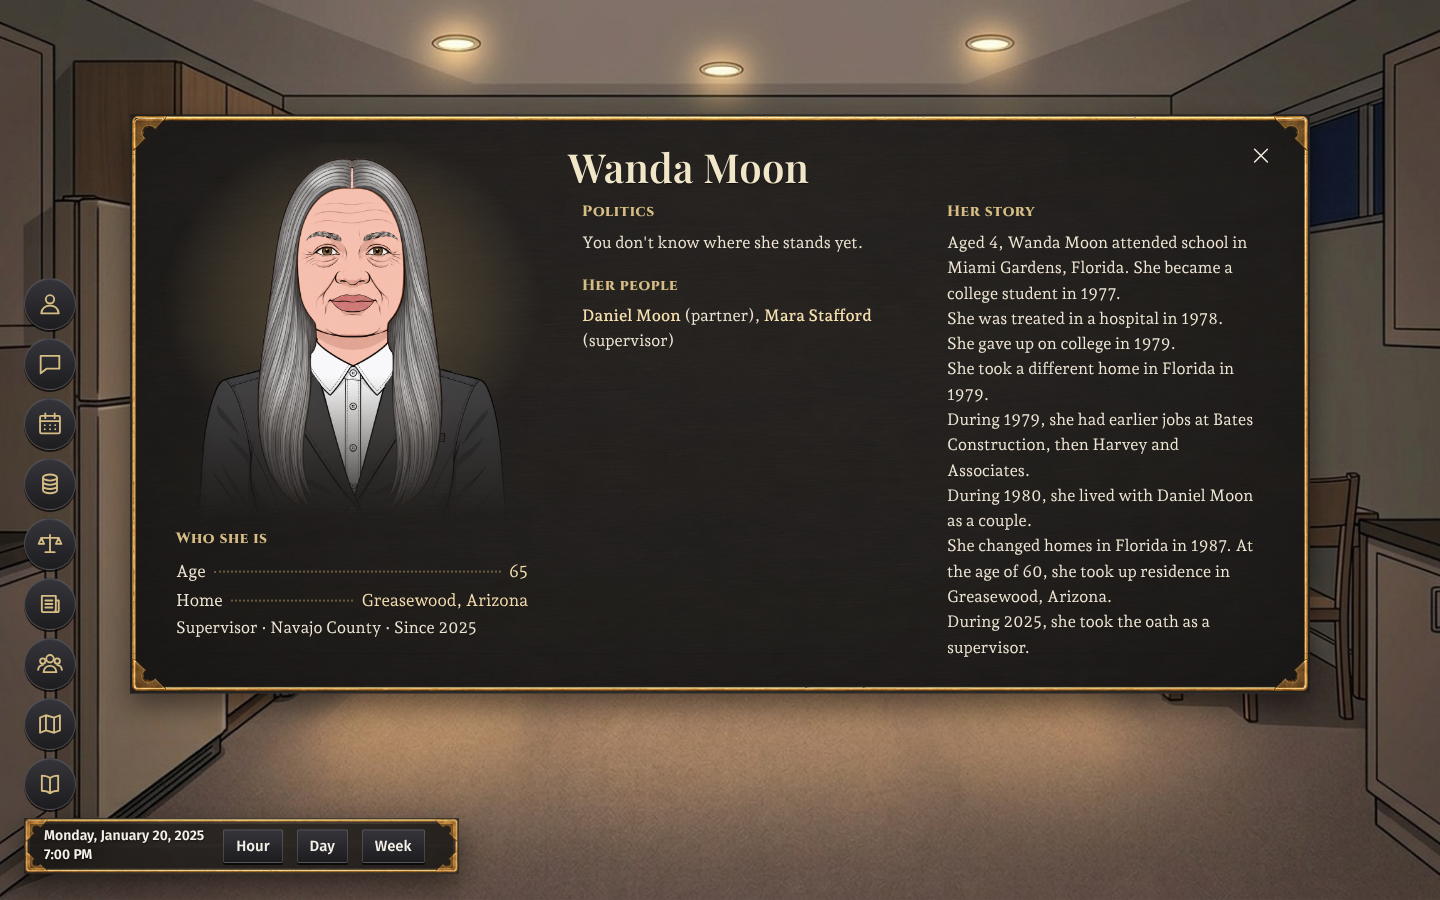 Wanda Moon
Politics
You don't know where she stands yet.
Her people
Daniel Moon (partner), Mara Stafford
(supervisor)
Her story
Aged 4, Wanda Moon attended school in
Miami Gardens, Florida. She became a
college student in 1977.
She was treated in a hospital in 1978.
She gave up on college in 1979.
She took a different home in Florida in
1979.
During 1979, she had earlier jobs at Bates
Construction, then Harvey and
Associates.
During 1980, she lived with Daniel Moon
as a couple.
She changed homes in Florida in 1987. At
the age of 60, she took up residence in
Greasewood, Arizona.
During 2025, she took the oath as a
supervisor.
Who she is
Age 65
Home Greasewood, Arizona
Supervisor · Navajo County · Since 2025
Monday, January 20, 2025
7:00 PM
Hour
Day
Week